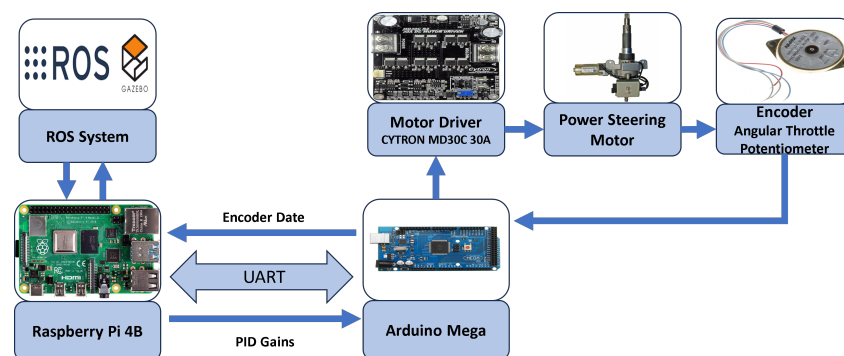 ROS
GAZEBO
ROS System
Motor Driver
CYTRON MD30C 30A
Power Steering
Motor
Encoder
Angular Throttle
Potentiometer
Encoder Date
UART
Raspberry Pi 4B
PID Gains
Arduino Mega